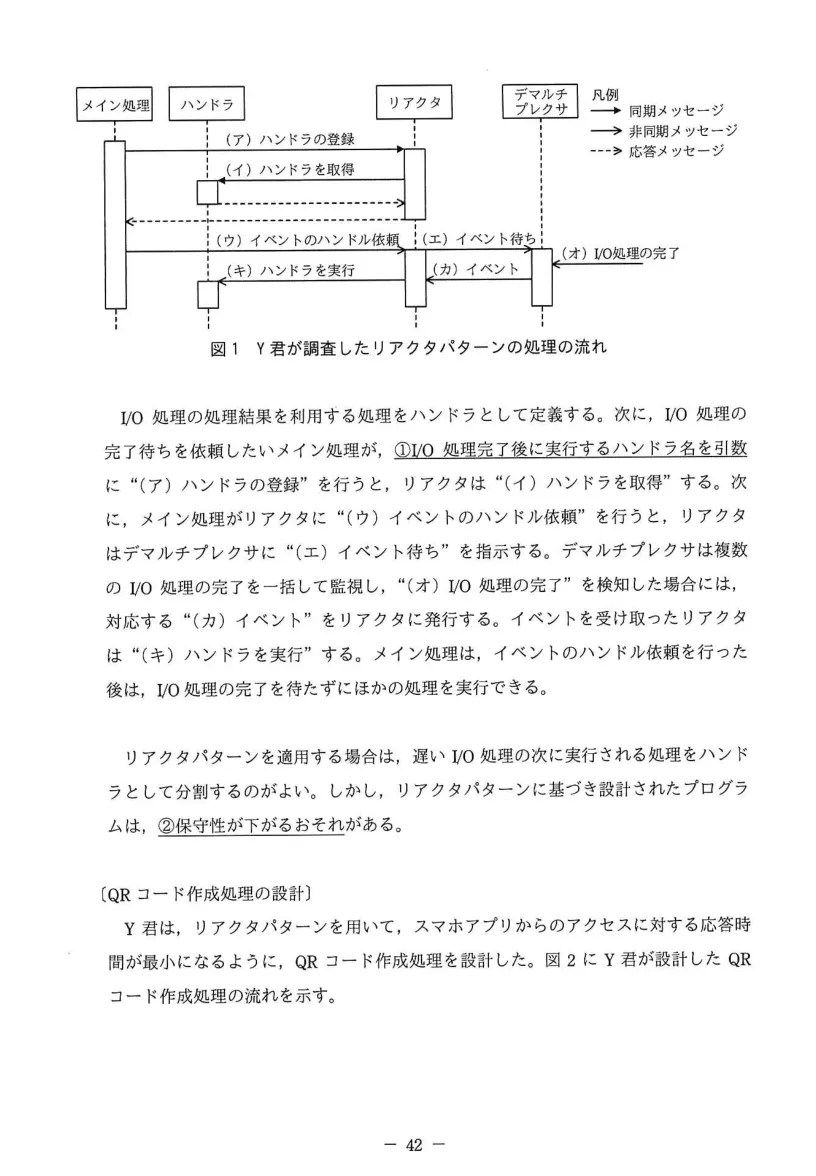 メイン処理
ハンドラ
リアクタ
デマルチ
プレクサ
凡例
同期メッセージ
非同期メッセージ
応答メッセージ
（ア）ハンドラの登録
（イ）ハンドラを取得
（ウ）イベントのハンドル依頼
（エ）イベント待ち
（オ）I/O処理の完了
（キ）ハンドラを実行
（カ）イベント
図1　Y君が調査したリアクタパターンの処理の流れ
I/O 処理の処理結果を利用する処理をハンドラとして定義する。次に，I/O 処理の
完了待ちを依頼したいメイン処理が，①I/O 処理完了後に実行するハンドラ名を引数
に“（ア）ハンドラの登録”を行うと，リアクタは“（イ）ハンドラを取得”する。次
に，メイン処理がリアクタに“（ウ）イベントのハンドル依頼”を行うと，リアクタ
はデマルチプレクサに“（エ）イベント待ち”を指示する。デマルチプレクサは複数
の I/O 処理の完了を一括して監視し，“（オ）I/O 処理の完了”を検知した場合には，
対応する“（カ）イベント”をリアクタに発行する。イベントを受け取ったリアクタ
は“（キ）ハンドラを実行”する。メイン処理は，イベントのハンドル依頼を行った
後は，I/O 処理の完了を待たずにほかの処理を実行できる。
リアクタパターンを適用する場合は，遅い I/O 処理の次に実行される処理をハンド
ラとして分割するのがよい。しかし，リアクタパターンに基づき設計されたプログラ
ムは，②保守性が下がるおそれがある。
〔QR コード作成処理の設計〕
Y 君は，リアクタパターンを用いて，スマホアプリからのアクセスに対する応答時
間が最小になるように，QR コード作成処理を設計した。図 2 に Y 君が設計した QR
コード作成処理の流れを示す。
－ 42 －